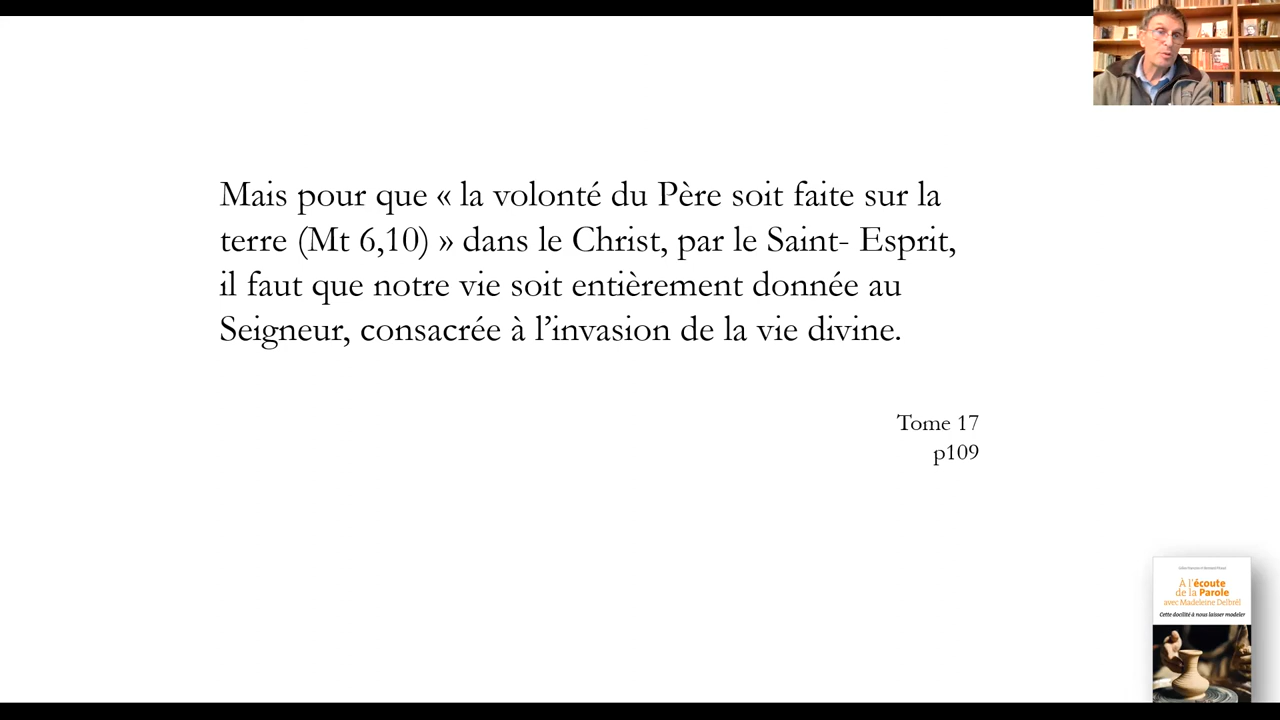 Mais pour que « la volonté du Père soit faite sur la
terre (Mt 6,10) » dans le Christ, par le Saint- Esprit,
il faut que notre vie soit entièrement donnée au
Seigneur, consacrée à l’invasion de la vie divine.
Tome 17
p109
À l’écoute
de la Parole
avec Madeleine Delbrêl
Cette docilité à nous laisser modeler